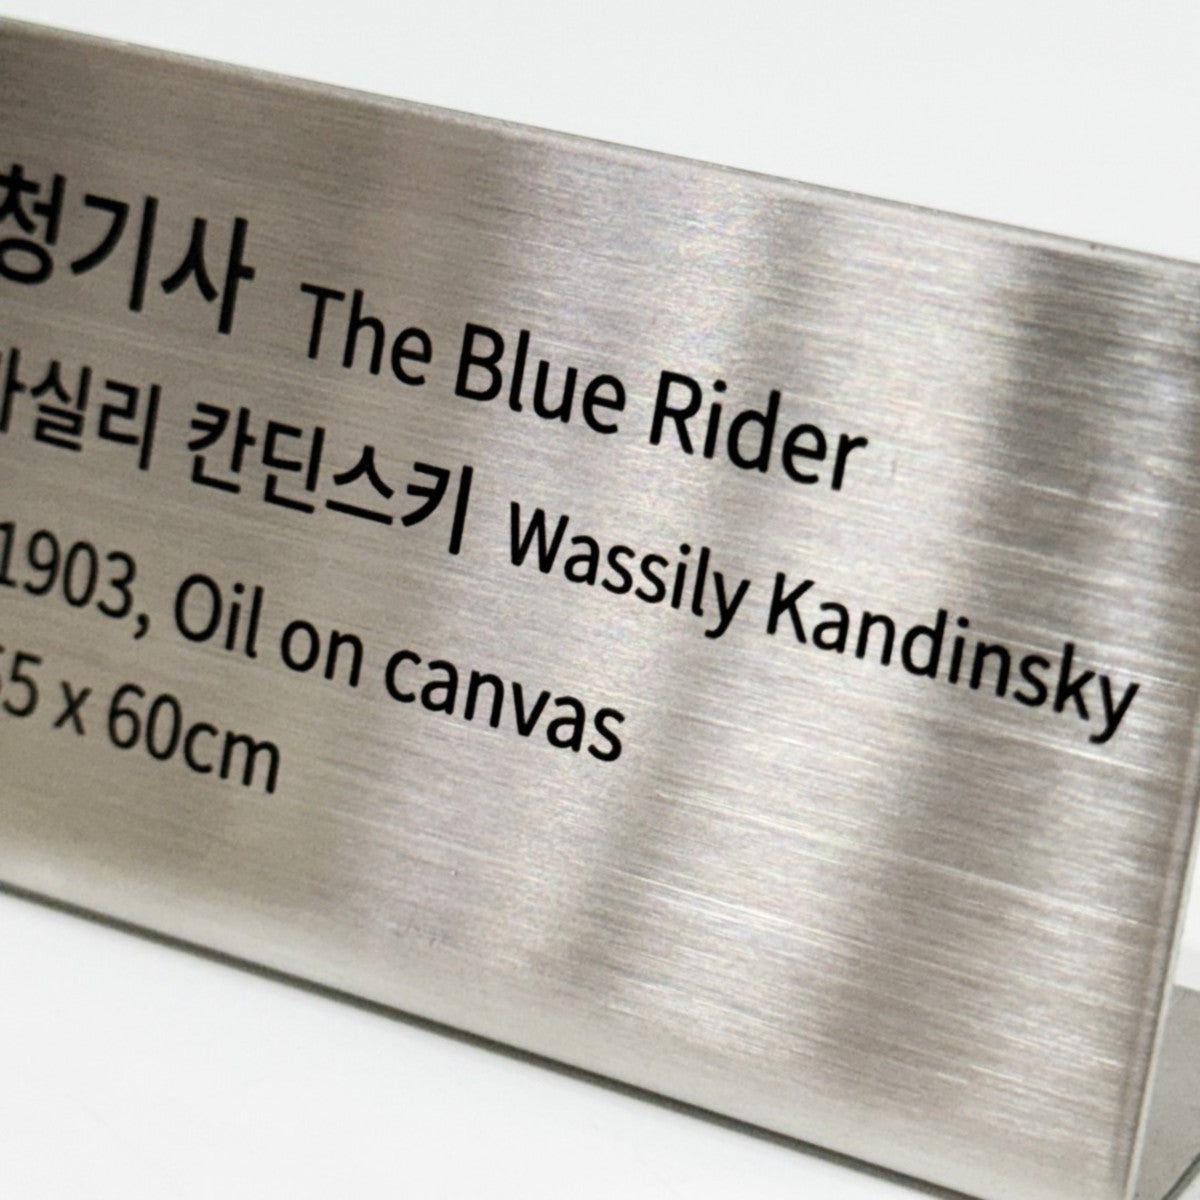 청기사 The Blue Rider
실리 칸딘스키 Wassily Kandinsky
1903, Oil on canvas
55 x 60cm